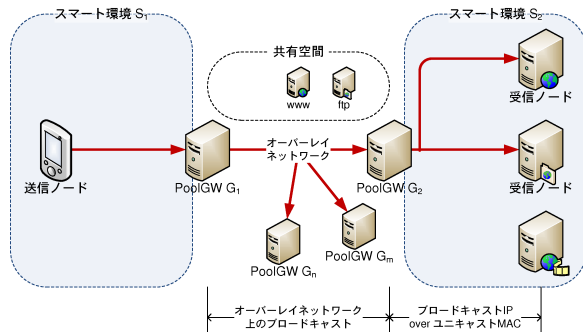 スマート環境 S1
スマート環境 S2
共有空間
www
ftp
受信ノード
オーバーレイ
ネットワーク
送信ノード
PoolGW G1
PoolGW G2
受信ノード
PoolGW Gn
PoolGW Gm
オーバーレイネットワーク
上のブロードキャスト
ブロードキャストIP
over ユニキャストMAC